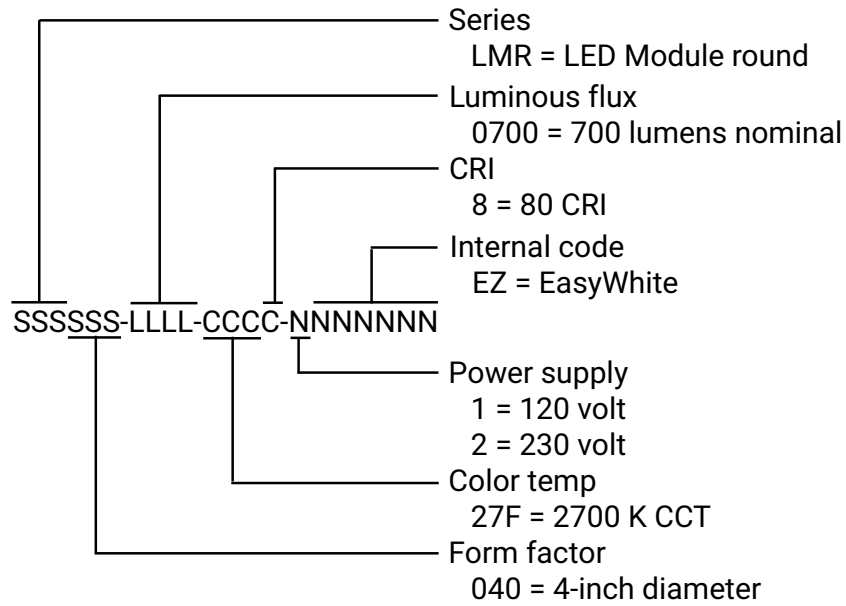 Series
LMR = LED Module round
Luminous flux
0700 = 700 lumens nominal
CRI
8 = 80 CRI
Internal code
EZ = EasyWhite
SSSSSS-LLLL-CCCC-NNNNNNN
Power supply
1 = 120 volt
2 = 230 volt
Color temp
27F = 2700 K CCT
Form factor
040 = 4-inch diameter